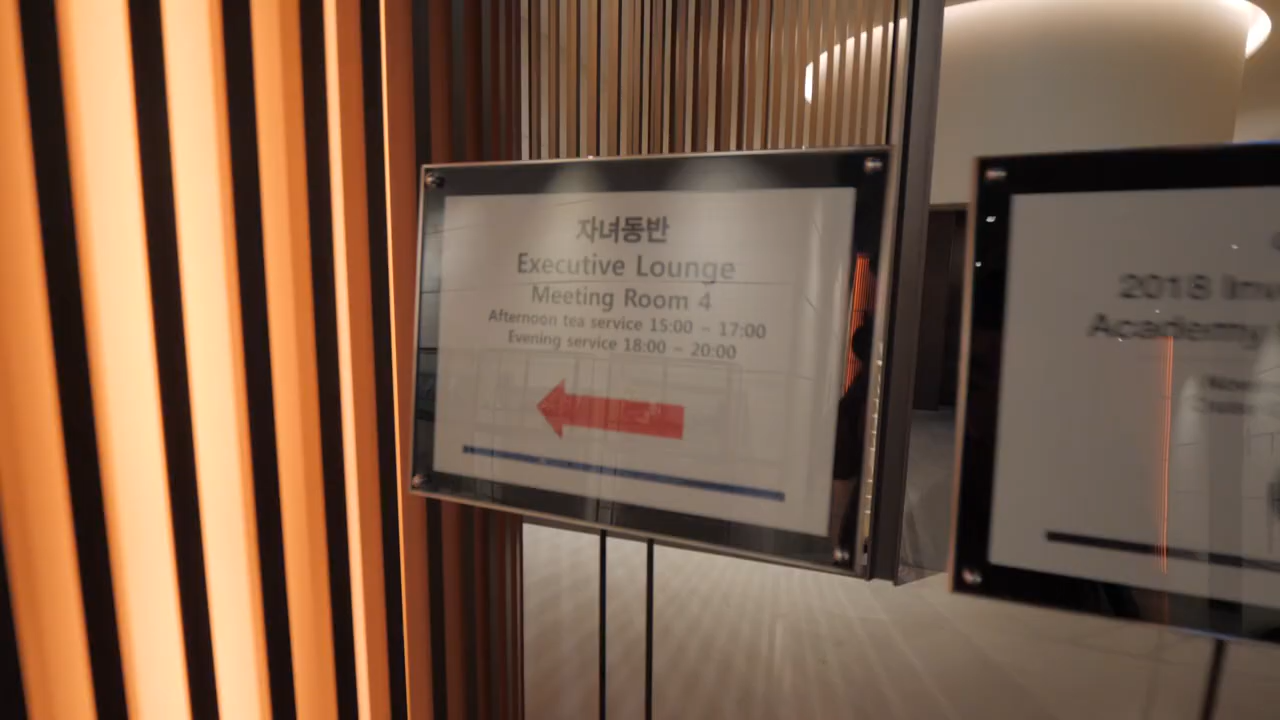 자녀동반
Executive Lounge
Meeting Room 4
Afternoon tea service 15:00 ~ 17:00
Evening service 18:00 ~ 20:00
2018
Academy